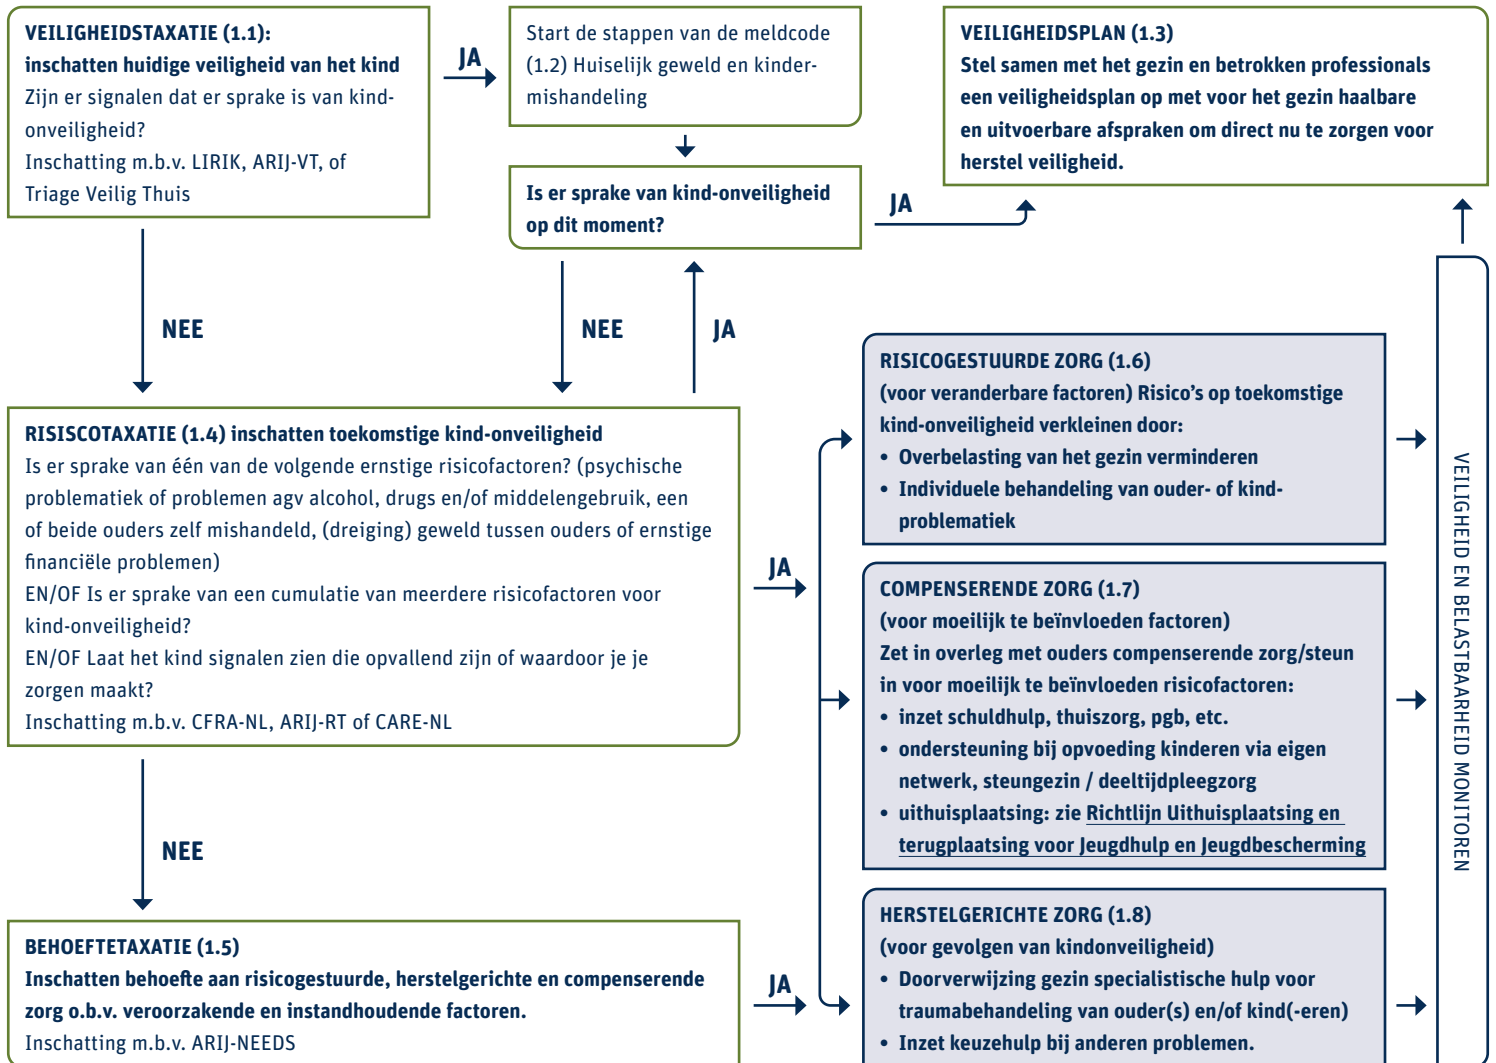 VEILIGHEIDSTAXATIE (1.1):
inschatten huidige veiligheid van het kind
Zijn er signalen dat er sprake is van kind-
onveiligheid?
Inschatting m.b.v. LIRIK, ARIJ-VT, of
Triage Veilig Thuis
JA
Start de stappen van de meldcode
(1.2) Huiselijk geweld en kinder-
mishandeling
Is er sprake van kind-onveiligheid
op dit moment?
JA
VEILIGHEIDSPLAN (1.3)
Stel samen met het gezin en betrokken professionals
een veiligheidsplan op met voor het gezin haalbare
en uitvoerbare afspraken om direct nu te zorgen voor
herstel veiligheid.
NEE
NEE
JA
RISISCOTAXATIE (1.4) inschatten toekomstige kind-onveiligheid
Is er sprake van één van de volgende ernstige risicofactoren? (psychische
problematiek of problemen agv alcohol, drugs en/of middelengebruik, een
of beide ouders zelf mishandeld, (dreiging) geweld tussen ouders of ernstige
financiële problemen)
EN/OF Is er sprake van een cumulatie van meerdere risicofactoren voor
kind-onveiligheid?
EN/OF Laat het kind signalen zien die opvallend zijn of waardoor je je
zorgen maakt?
Inschatting m.b.v. CFRA-NL, ARIJ-RT of CARE-NL
JA
NEE
BEHOEFTETAXATIE (1.5)
Inschatten behoefte aan risicogestuurde, herstelgerichte en compenserende
zorg o.b.v. veroorzakende en instandhoudende factoren.
Inschatting m.b.v. ARIJ-NEEDS
JA
RISICOGESTUURDE ZORG (1.6)
(voor veranderbare factoren) Risico's op toekomstige
kind-onveiligheid verkleinen door:
• Overbelasting van het gezin verminderen
• Individuele behandeling van ouder- of kind-
problematiek
COMPENSERENDE ZORG (1.7)
(voor moeilijk te beïnvloeden factoren)
Zet in overleg met ouders compenserende zorg/steun
in voor moeilijk te beïnvloeden risicofactoren:
• inzet schuldhulp, thuiszorg, pgb, etc.
• ondersteuning bij opvoeding kinderen via eigen
netwerk, steungezin / deeltijdpleegzorg
• uithuisplaatsing: zie Richtlijn Uithuisplaatsing en
terugplaatsing voor Jeugdhulp en Jeugdbescherming
HERSTELGERICHTE ZORG (1.8)
(voor gevolgen van kindonveiligheid)
• Doorverwijzing gezin specialistische hulp voor
traumabehandeling van ouder(s) en/of kind(-eren)
• Inzet keuzehulp bij anderen problemen.
VEILIGHEID EN BELASTBAARHEID MONITOREN